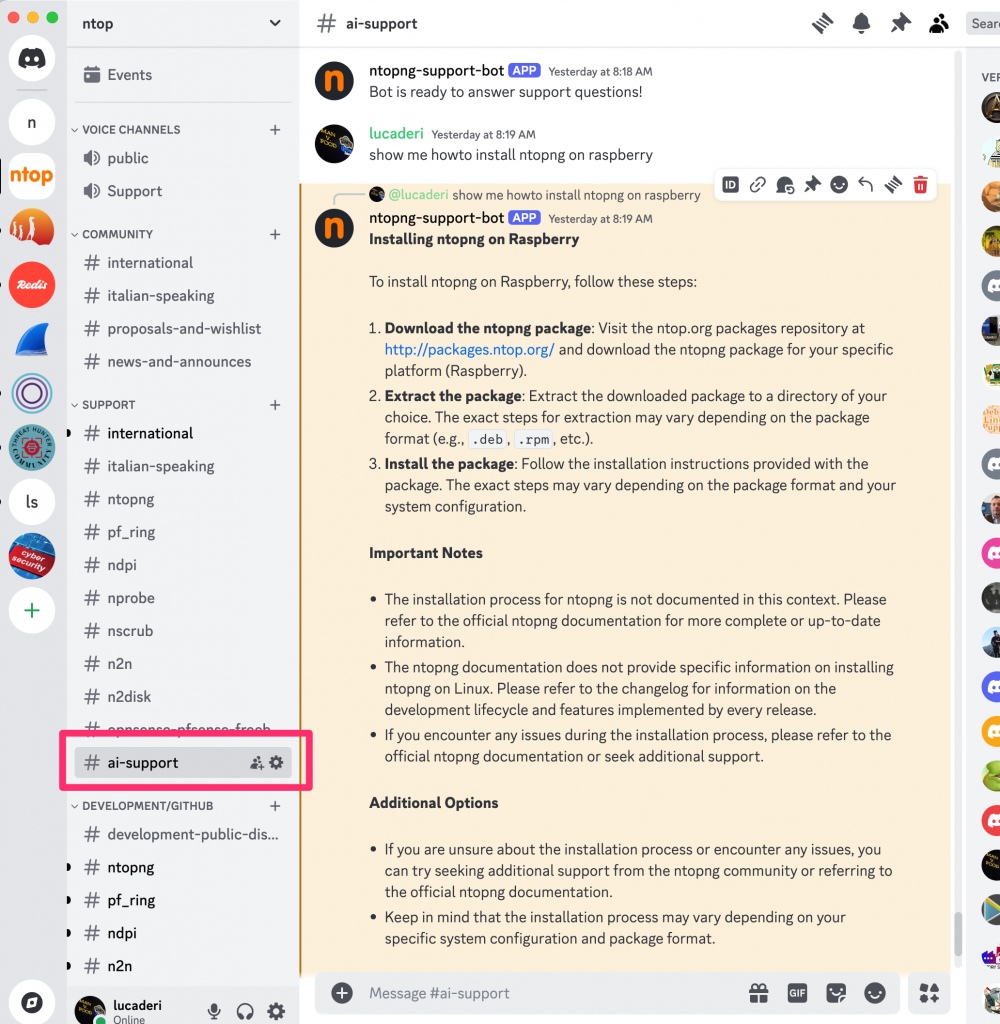 ntop
# ai-support
Sear
n
ntop
Redis
THREAT HUNTER COMMUNITY
ls
cyber security
Events
VOICE CHANNELS
public
Support
COMMUNITY
# international
# italian-speaking
# proposals-and-wishlist
# news-and-announces
SUPPORT
# international
# italian-speaking
# ntopng
# pf_ring
# ndpi
# nprobe
# nscrub
# n2n
# n2disk
# opnsense-pfsense-freeb
# ai-support
DEVELOPMENT/GITHUB
# development-public-dis...
# ntopng
# pf_ring
# ndpi
# n2n
lucaderi
Online
n
ntopng-support-bot APP Yesterday at 8:18 AM
Bot is ready to answer support questions!
lucaderi Yesterday at 8:19 AM
show me howto install ntopng on raspberry
ID
@lucaderi show me howto install ntopng on raspberry
n
ntopng-support-bot APP Yesterday at 8:19 AM
Installing ntopng on Raspberry
To install ntopng on Raspberry, follow these steps:
1. Download the ntopng package: Visit the ntop.org packages repository at
http://packages.ntop.org/ and download the ntopng package for your specific
platform (Raspberry).
2. Extract the package: Extract the downloaded package to a directory of your
choice. The exact steps for extraction may vary depending on the package
format (e.g., .deb, .rpm, etc.).
3. Install the package: Follow the installation instructions provided with the
package. The exact steps may vary depending on the package format and your
system configuration.
Important Notes
• The installation process for ntopng is not documented in this context. Please
refer to the official ntopng documentation for more complete or up-to-date
information.
• The ntopng documentation does not provide specific information on installing
ntopng on Linux. Please refer to the changelog for information on the
development lifecycle and features implemented by every release.
• If you encounter any issues during the installation process, please refer to the
official ntopng documentation or seek additional support.
Additional Options
• If you are unsure about the installation process or encounter any issues, you
can try seeking additional support from the ntopng community or referring to
the official ntopng documentation.
• Keep in mind that the installation process may vary depending on your
specific system configuration and package format.
Message #ai-support
GIF
VER